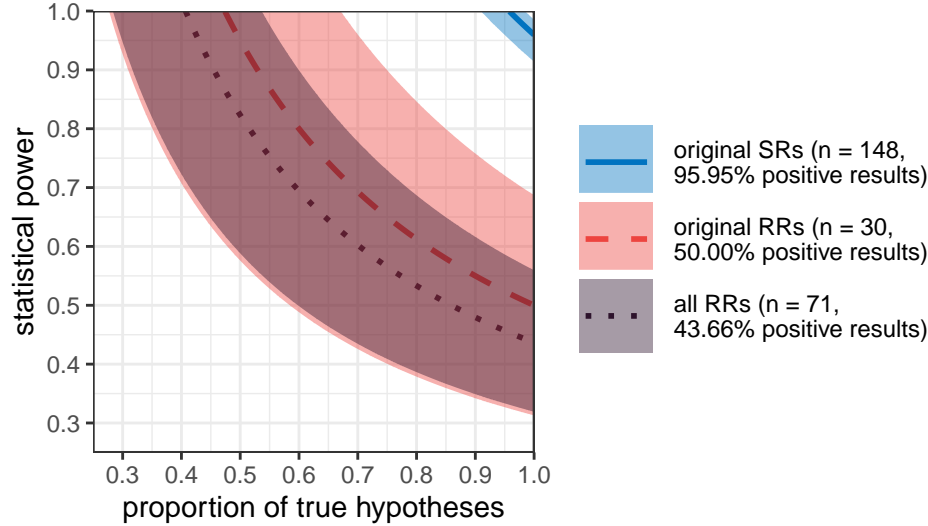 1.0
0.9
0.8
0.7
0.6
0.5
0.4
0.3
statistical power
0.3 0.4 0.5 0.6 0.7 0.8 0.9 1.0
proportion of true hypotheses
original SRs (n = 148,
95.95% positive results)
original RRs (n = 30,
50.00% positive results)
all RRs (n = 71,
43.66% positive results)